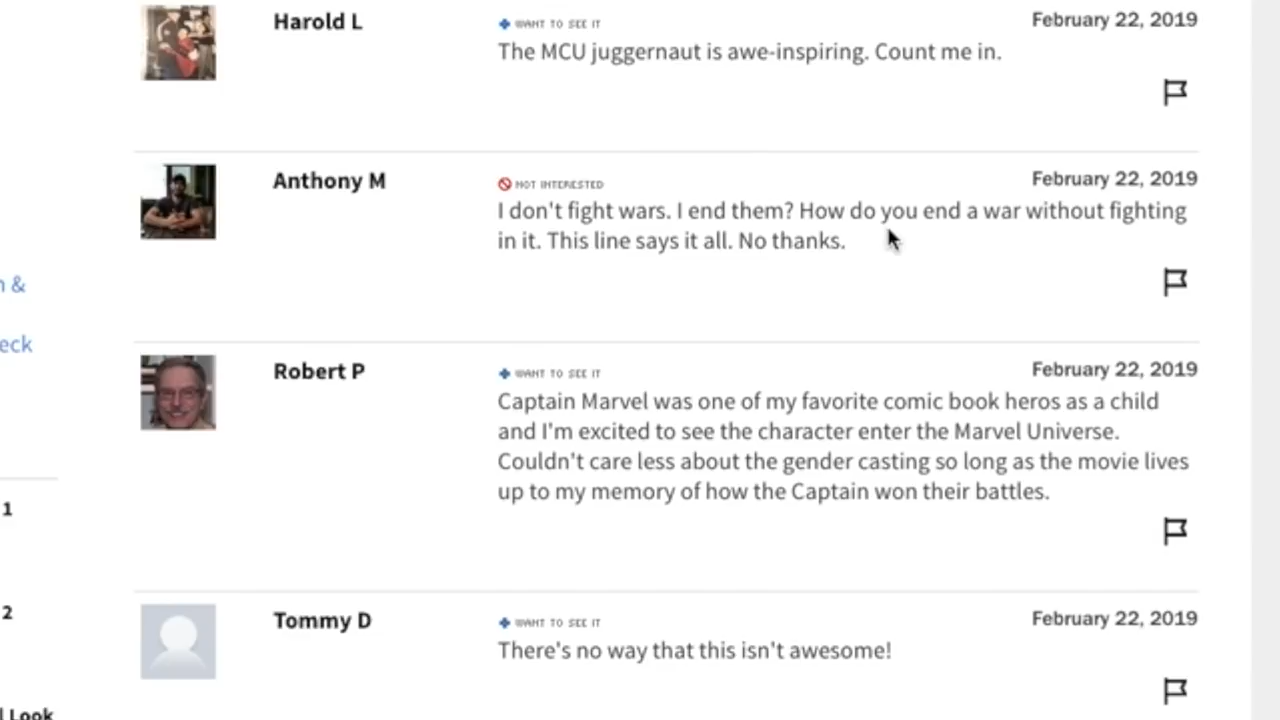 Harold L
WANT TO SEE IT
February 22, 2019
The MCU juggernaut is awe-inspiring. Count me in.
Anthony M
NOT INTERESTED
February 22, 2019
I don't fight wars. I end them? How do you end a war without fighting
in it. This line says it all. No thanks.
n &
eck
Robert P
WANT TO SEE IT
February 22, 2019
Captain Marvel was one of my favorite comic book heros as a child
and I'm excited to see the character enter the Marvel Universe.
Couldn't care less about the gender casting so long as the movie lives
up to my memory of how the Captain won their battles.
1
2
Tommy D
WANT TO SEE IT
February 22, 2019
There's no way that this isn't awesome!
l Look